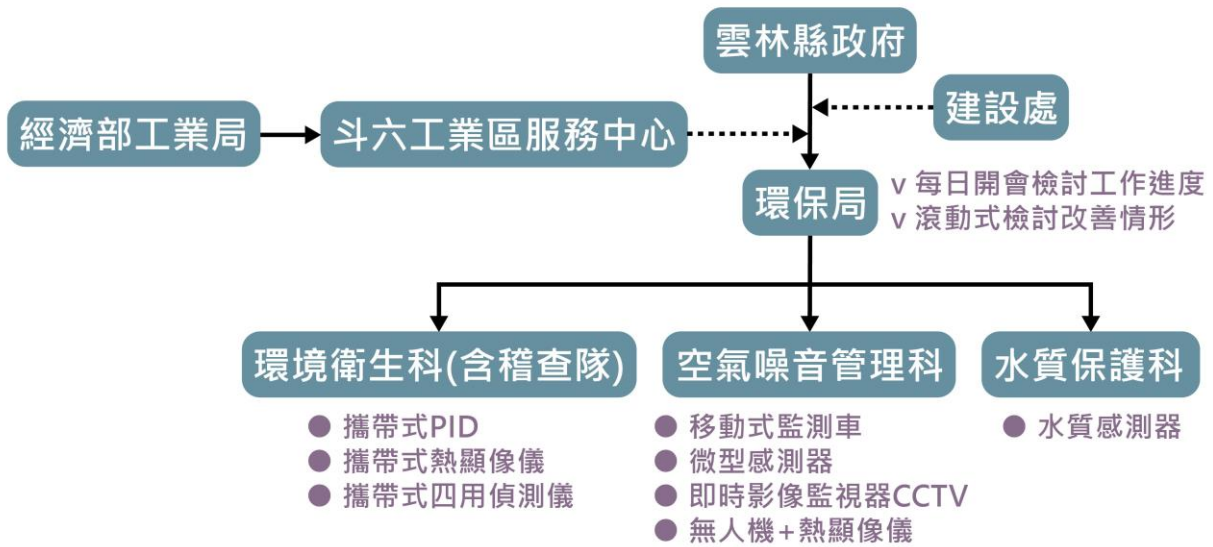 雲林縣政府
建設處
經濟部工業局
斗六工業區服務中心
環保局
v 每日開會檢討工作進度
v 滾動式檢討改善情形
環境衛生科(含稽查隊)
● 攜帶式PID
● 攜帶式熱顯像儀
● 攜帶式四用偵測儀
空氣噪音管理科
● 移動式監測車
● 微型感測器
● 即時影像監視器CCTV
● 無人機+熱顯像儀
水質保護科
● 水質感測器